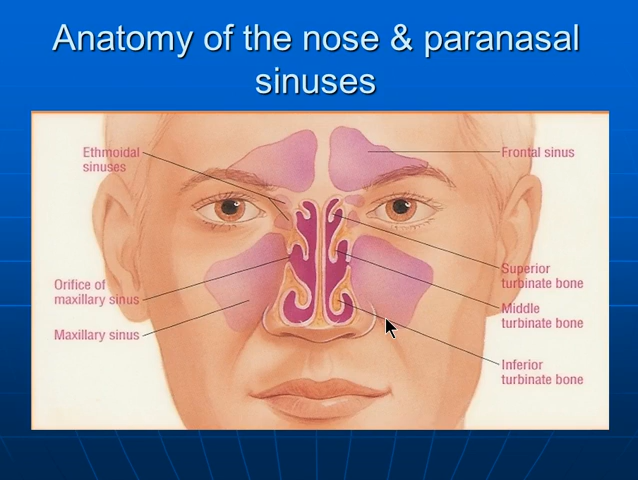 Anatomy of the nose & paranasal
sinuses
Ethmoidal
sinuses
Frontal sinus
Orifice of
maxillary sinus
Maxillary sinus
Superior
turbinate bone
Middle
turbinate bone
Inferior
turbinate bone